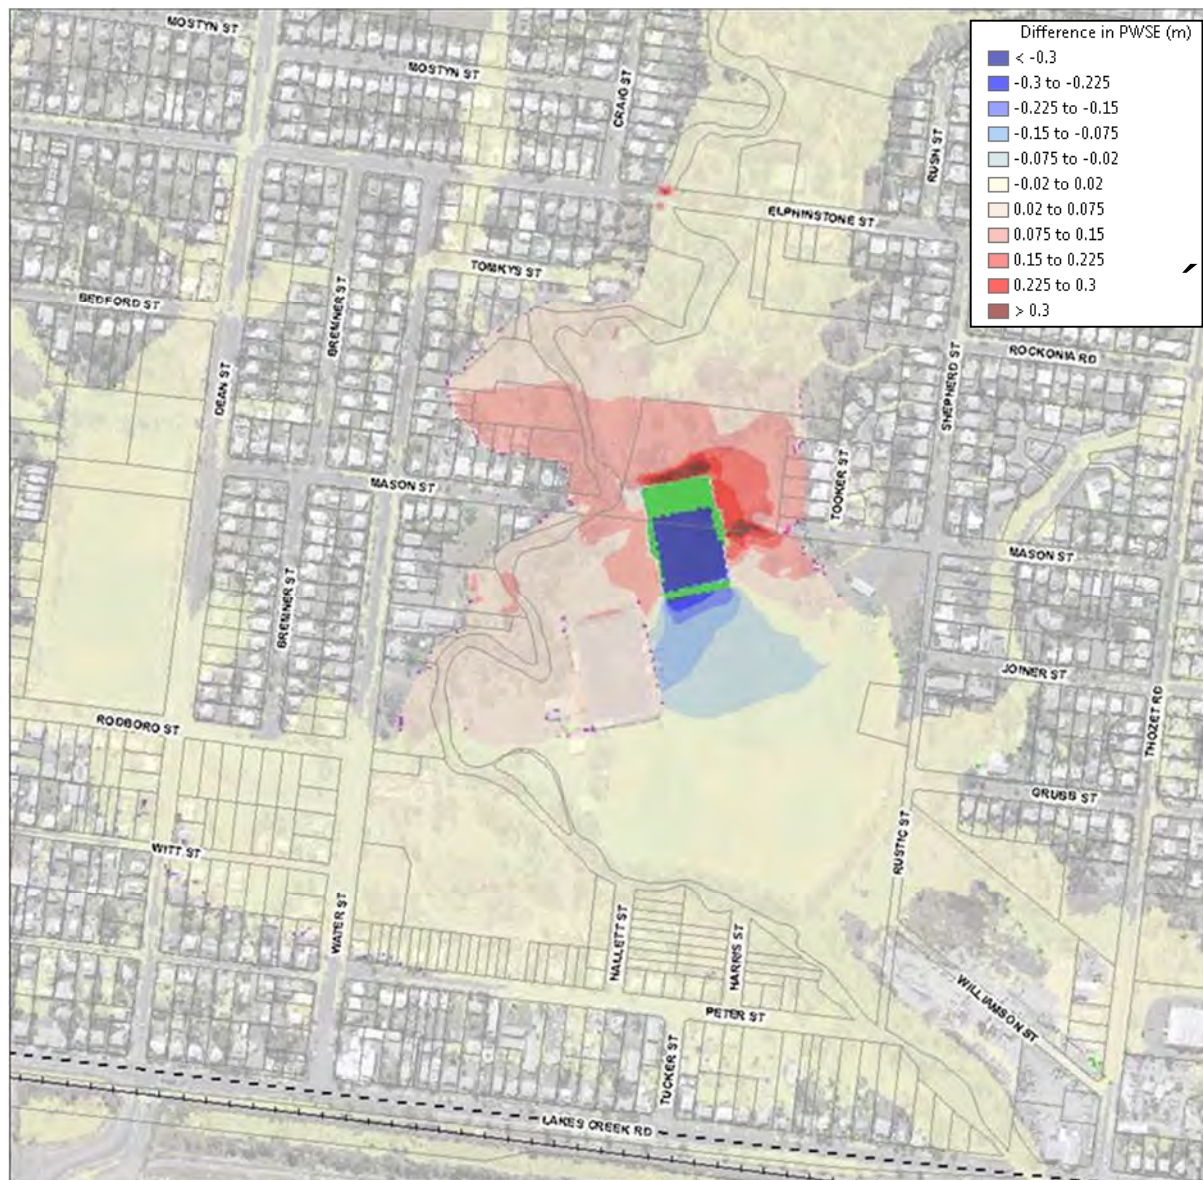 MOSTYN ST
MOSTYN ST
CRAIG ST
Difference in PWSE (m)
< -0.3
-0.3 to -0.225
-0.225 to -0.15
-0.15 to -0.075
-0.075 to -0.02
-0.02 to 0.02
0.02 to 0.075
0.075 to 0.15
0.15 to 0.225
0.225 to 0.3
> 0.3
RUSH ST
ELPHINSTONE ST
TOMKYS ST
BEDFORD ST
BREMNER ST
ROCKONIA RD
DEAN ST
SHEPHERD ST
MASON ST
TOOKER ST
MASON ST
BREMNER ST
JOINER ST
THOZET RD
RODBORO ST
GRUBB ST
RUSTIC ST
WITT ST
WATER ST
HALLETT ST
HARRIS ST
WILLIAMSON ST
PETER ST
TUCKER ST
LAKES CREEK RD